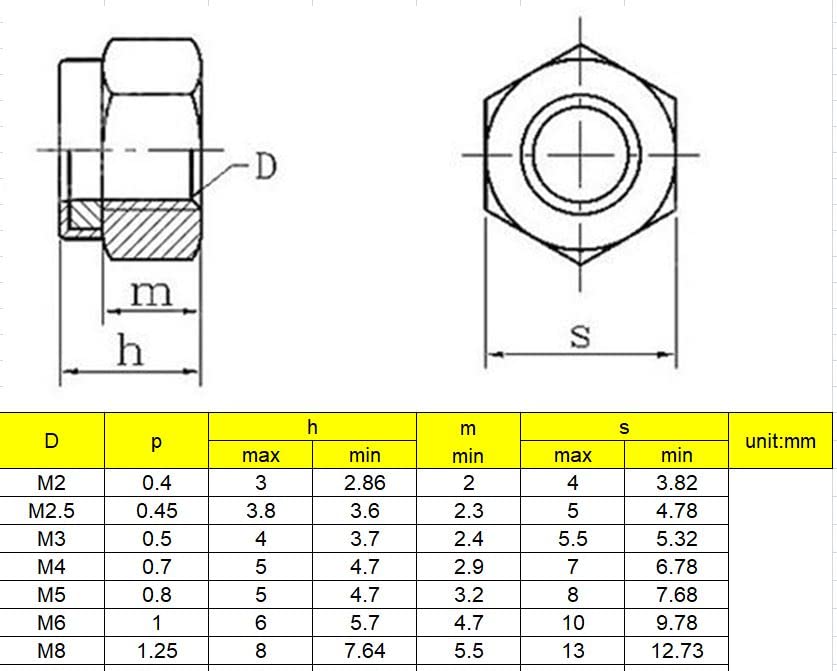 D
m
h
s
D p h m s unit:mm
max min min max min
M2 0.4 3 2.86 2 4 3.82
M2.5 0.45 3.8 3.6 2.3 5 4.78
M3 0.5 4 3.7 2.4 5.5 5.32
M4 0.7 5 4.7 2.9 7 6.78
M5 0.8 5 4.7 3.2 8 7.68
M6 1 6 5.7 4.7 10 9.78
M8 1.25 8 7.64 5.5 13 12.73